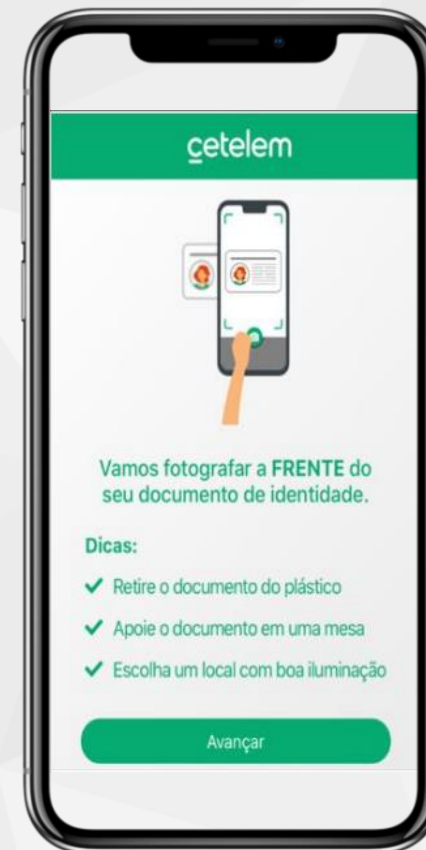 cetelem
Vamos fotografar a FRENTE do
seu documento de identidade.
Dicas:
✔ Retire o documento do plástico
✔ Apoie o documento em uma mesa
✔ Escolha um local com boa iluminação
Avançar